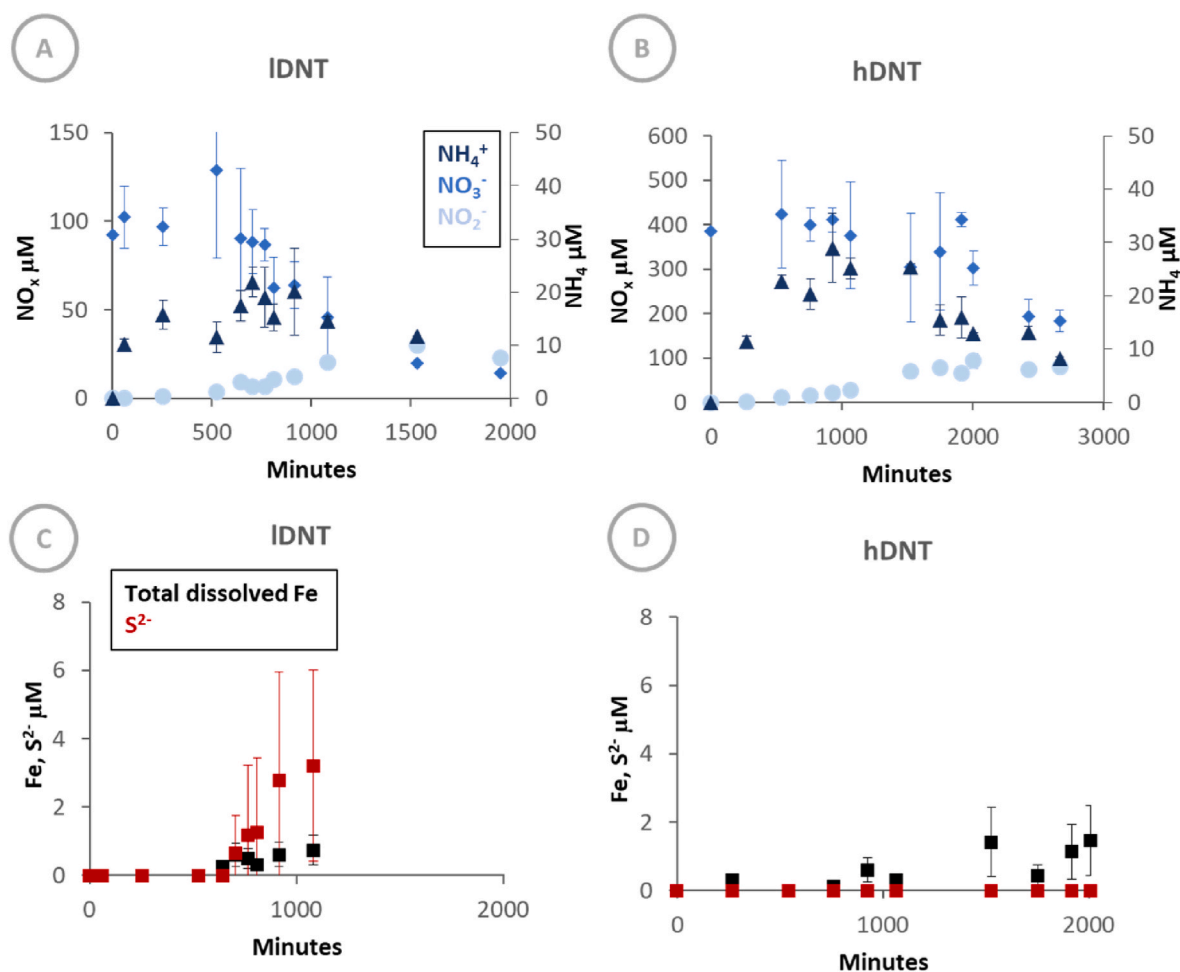 A
lDNT
B
hDNT
NH₄⁺
NO₃⁻
NO₂⁻
150
100
50
0
50
40
30
20
10
0
NOₓ µM
NH₄ µM
0 500 1000 1500 2000
Minutes
600
500
400
300
200
100
0
50
40
30
20
10
0
NOₓ µM
NH₄ µM
0 1000 2000 3000
Minutes
C
lDNT
Total dissolved Fe
S²⁻
8
6
4
2
0
Fe, S²⁻ µM
0 1000 2000
Minutes
D
hDNT
8
6
4
2
0
Fe, S²⁻ µM
0 1000 2000
Minutes